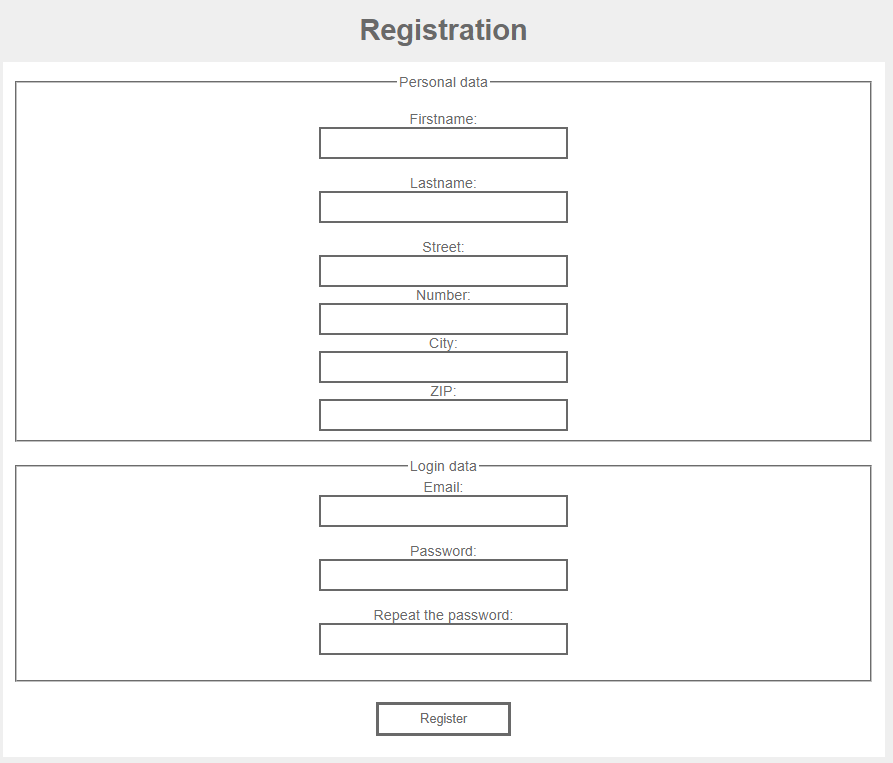 Registration
Personal data
Firstname:
Lastname:
Street:
Number:
City:
ZIP:
Login data
Email:
Password:
Repeat the password:
Register